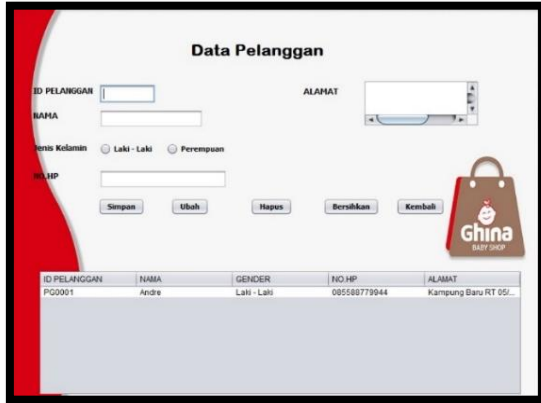 Data Pelanggan
ID PELANGGAN
ALAMAT
NAMA
Jenis Kelamin Laki - Laki Perempuan
NO.HP
Simpan Ubah Hapus Bersihkan Kembali
Ghina
BABY SHOP
ID PELANGGAN NAMA GENDER NO.HP ALAMAT
PG0001 Andre Laki - Laki 085588779944 Kampung Baru RT 05/...